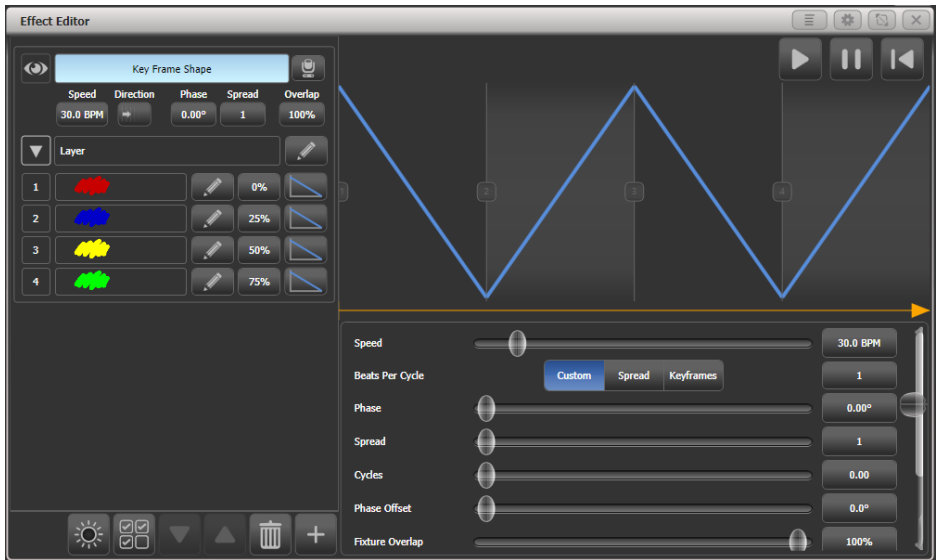 Effect Editor
Key Frame Shape
Speed Direction Phase Spread Overlap
30.0 BPM 0.00° 1 100%
Layer
1 0%
2 25%
3 50%
4 75%
1 2 3 4
Speed 30.0 BPM
Beats Per Cycle Custom Spread Keyframes 1
Phase 0.00°
Spread 1
Cycles 0.00
Phase Offset 0.0°
Fixture Overlap 100%